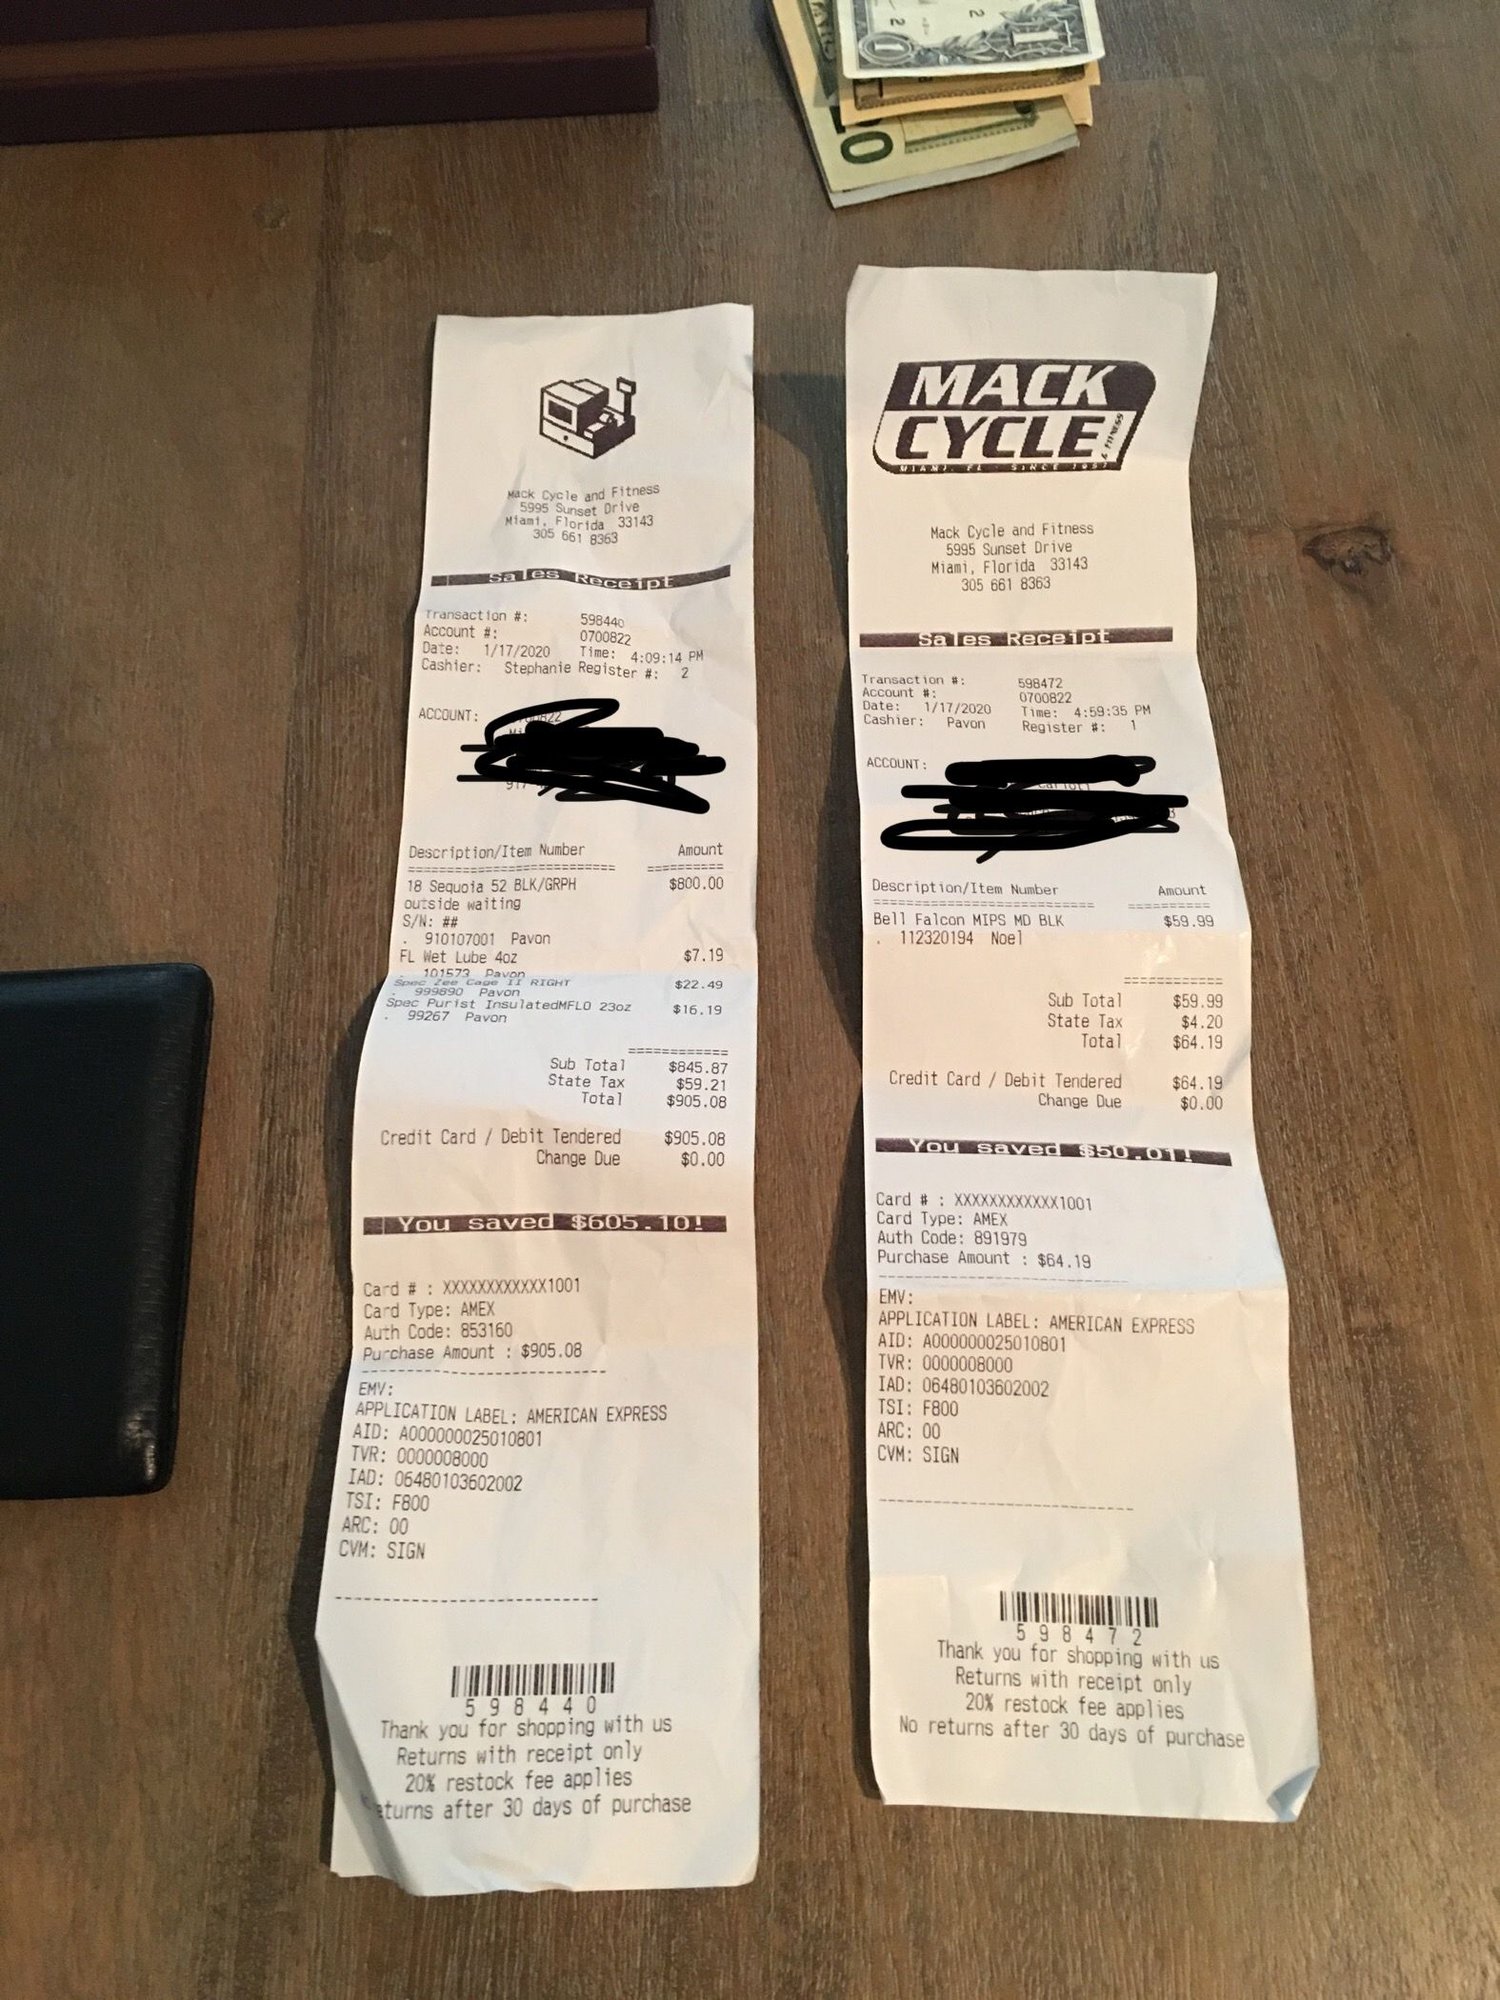 1
1
2
2
20
Mack Cycle and Fitness
5995 Sunset Drive
Miami, Florida 33143
305 661 8363
Sales Receipt
Transaction #: 598440
Account #: 0700822
Date: 1/17/2020 Time: 4:09:14 PM
Cashier: Stephanie Register #: 2
ACCOUNT:
Description/Item Number Amount
18 Sequoia 52 BLK/GRPH $800.00
outside waiting
S/N: ##
. 910107001 Pavon
FL Wet Lube 4oz $7.19
. 101573 Pavon
Spec Zee Cage II RIGHT $22.49
. 999890 Pavon
Spec Purist InsulatedMFLO 23oz $16.19
. 99267 Pavon
Sub Total $845.87
State Tax $59.21
Total $905.08
Credit Card / Debit Tendered $905.08
Change Due $0.00
You saved $605.10!
Card # : XXXXXXXXXXXX1001
Card Type: AMEX
Auth Code: 853160
Purchase Amount : $905.08
EMV:
APPLICATION LABEL: AMERICAN EXPRESS
AID: A000000025010801
TVR: 0000008000
IAD: 06480103602002
TSI: F800
ARC: 00
CVM: SIGN
598440
Thank you for shopping with us
Returns with receipt only
20% restock fee applies
eturns after 30 days of purchase
MACK
CYCLE
& FITNESS
MIAMI, FL - SINCE 1957
Mack Cycle and Fitness
5995 Sunset Drive
Miami, Florida 33143
305 661 8363
Sales Receipt
Transaction #: 598472
Account #: 0700822
Date: 1/17/2020 Time: 4:59:35 PM
Cashier: Pavon Register #: 1
ACCOUNT:
Description/Item Number Amount
Bell Falcon MIPS MD BLK $59.99
. 112320194 Noel
Sub Total $59.99
State Tax $4.20
Total $64.19
Credit Card / Debit Tendered $64.19
Change Due $0.00
You saved $50.01!
Card # : XXXXXXXXXXXX1001
Card Type: AMEX
Auth Code: 891979
Purchase Amount : $64.19
EMV:
APPLICATION LABEL: AMERICAN EXPRESS
AID: A000000025010801
TVR: 0000008000
IAD: 06480103602002
TSI: F800
ARC: 00
CVM: SIGN
598472
Thank you for shopping with us
Returns with receipt only
20% restock fee applies
No returns after 30 days of purchase